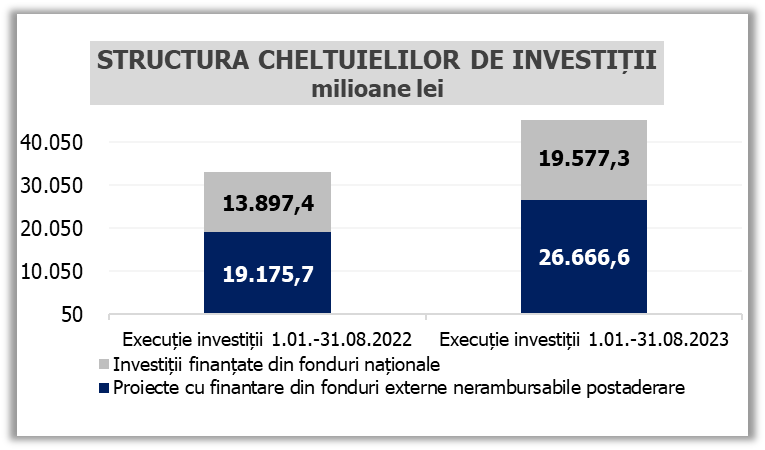 STRUCTURA CHELTUIELILOR DE INVESTIȚII
milioane lei
40.050
30.050
20.050
10.050
50
13.897,4
19.175,7
19.577,3
26.666,6
Execuție investiții 1.01.-31.08.2022
Execuție investiții 1.01.-31.08.2023
Investiții finanțate din fonduri naționale
Proiecte cu finantare din fonduri externe nerambursabile postaderare